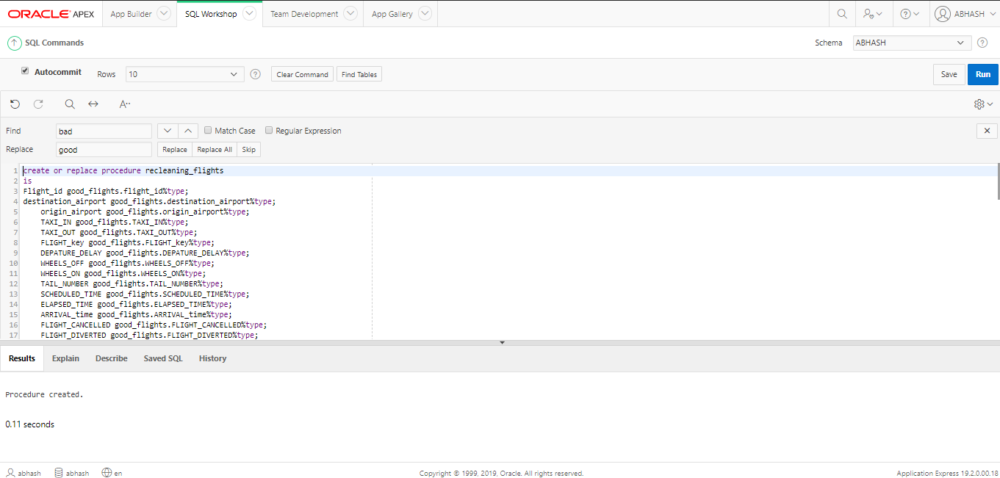 ORACLE APEX App Builder SQL Workshop Team Development App Gallery ABHASH
SQL Commands Schema ABHASH
Autocommit Rows 10 Clear Command Find Tables Save Run
A
Find bad Match Case Regular Expression
Replace good Replace Replace All Skip
1 create or replace procedure recleaning_flights
2 is
3 Flight_id good_flights.flight_id%type;
4 destination_airport good_flights.destination_airport%type;
5 origin_airport good_flights.origin_airport%type;
6 TAXI_IN good_flights.TAXI_IN%type;
7 TAXI_OUT good_flights.TAXI_OUT%type;
8 FLIGHT_key good_flights.FLIGHT_key%type;
9 DEPATURE_DELAY good_flights.DEPATURE_DELAY%type;
10 WHEELS_OFF good_flights.WHEELS_OFF%type;
11 WHEELS_ON good_flights.WHEELS_ON%type;
12 TAIL_NUMBER good_flights.TAIL_NUMBER%type;
13 SCHEDULED_TIME good_flights.SCHEDULED_TIME%type;
14 ELAPSED_TIME good_flights.ELAPSED_TIME%type;
15 ARRIVAL_time good_flights.ARRIVAL_time%type;
16 FLIGHT_CANCELLED good_flights.FLIGHT_CANCELLED%type;
17 FLIGHT_DIVERTED good_flights.FLIGHT_DIVERTED%type;
Results Explain Describe Saved SQL History
Procedure created.
0.11 seconds
abhash abhash en Copyright © 1999, 2019, Oracle. All rights reserved. Application Express 19.2.0.00.18